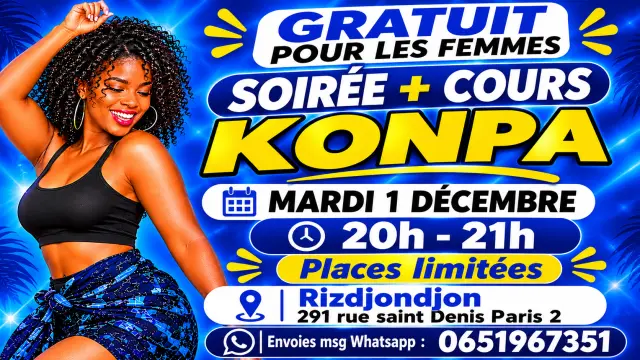 GRATUIT
POUR LES FEMMES
SOIRÉE + COURS
KONPA
MARDI 1 DÉCEMBRE
20h - 21h
Places limitées
Rizdjondjon
291 rue saint Denis Paris 2
Envoies msg Whatsapp : 0651967351